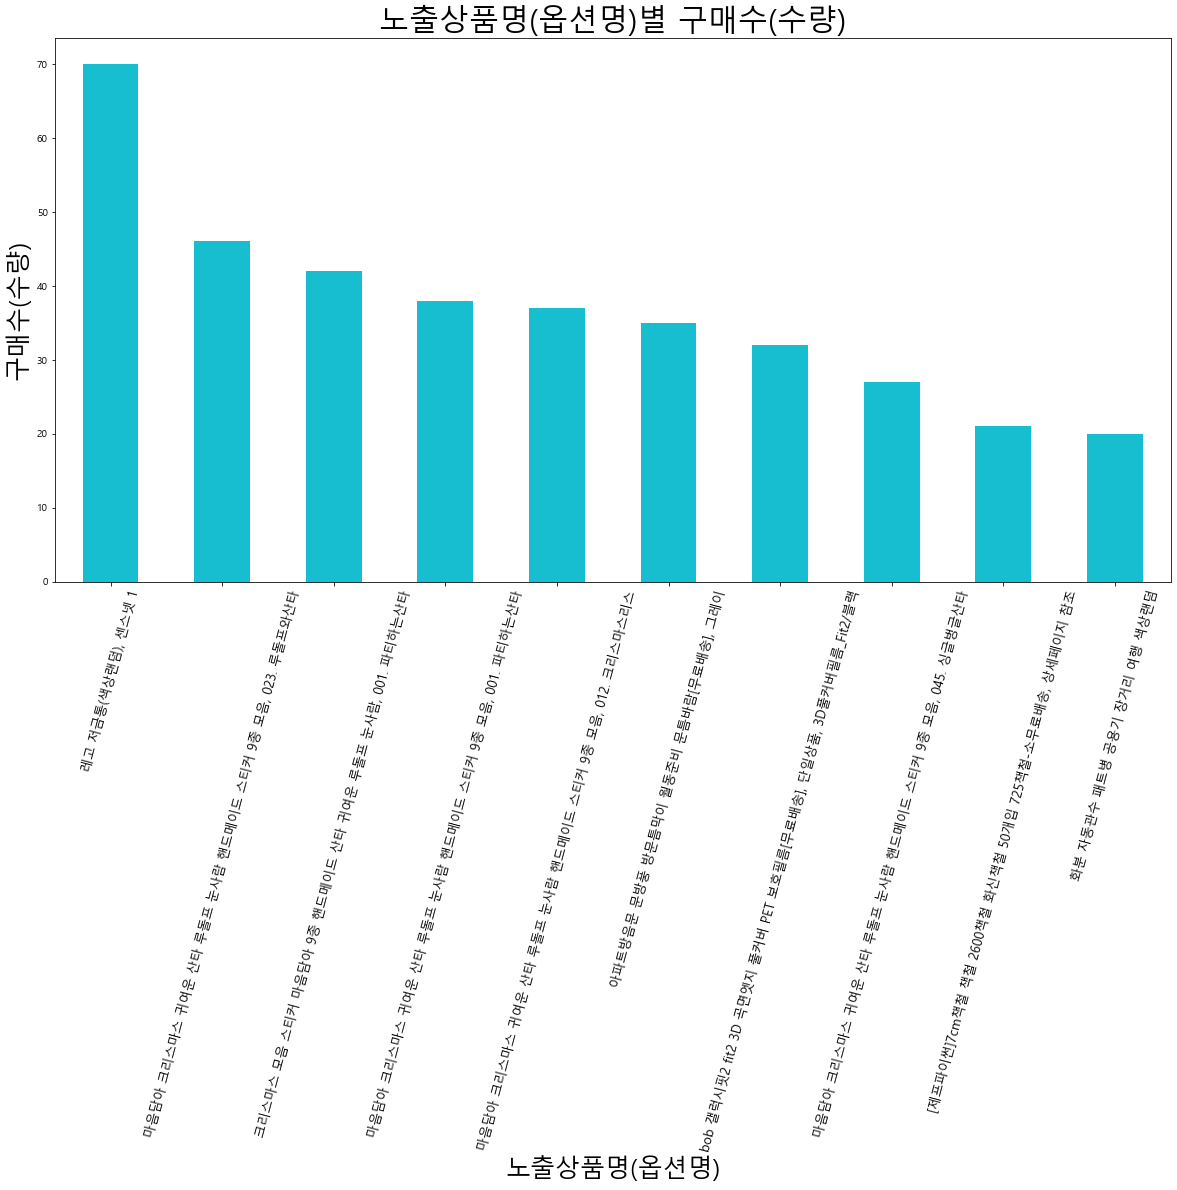 노출상품명(옵션명)별 구매수(수량)
구매수(수량)
70
60
50
40
30
20
10
0
레고 저금통(색상랜덤), 센스넷 1
마음담아 크리스마스 귀여운 산타 루돌프 눈사람 핸드메이드 스티커 9종 모음, 023. 루돌프와산타
크리스마스 모음 스티커 마음담아 9종 핸드메이드 산타 귀여운 루돌프 눈사람, 001. 파티하는산타
마음담아 크리스마스 귀여운 산타 루돌프 눈사람 핸드메이드 스티커 9종 모음, 001. 파티하는산타
마음담아 크리스마스 귀여운 산타 루돌프 눈사람 핸드메이드 스티커 9종 모음, 012. 크리스마스리스
아파트방음문 문방풍 방문틈막이 월동준비 문틈바람[무료배송], 그레이
bob 갤럭시핏2 fit2 3D 곡면엣지 풀커버 PET 보호필름[무료배송], 단일상품, 3D풀커버필름_Fit2/블랙
마음담아 크리스마스 귀여운 산타 루돌프 눈사람 핸드메이드 스티커 9종 모음, 045. 싱글벙글산타
[제프파이썬]7cm책철 책철 2600책철 화신책철 50개입 725책철-소무료배송, 상세페이지 참조
화분 자동관수 패트병 공용기 장거리 여행 색상랜덤
노출상품명(옵션명)